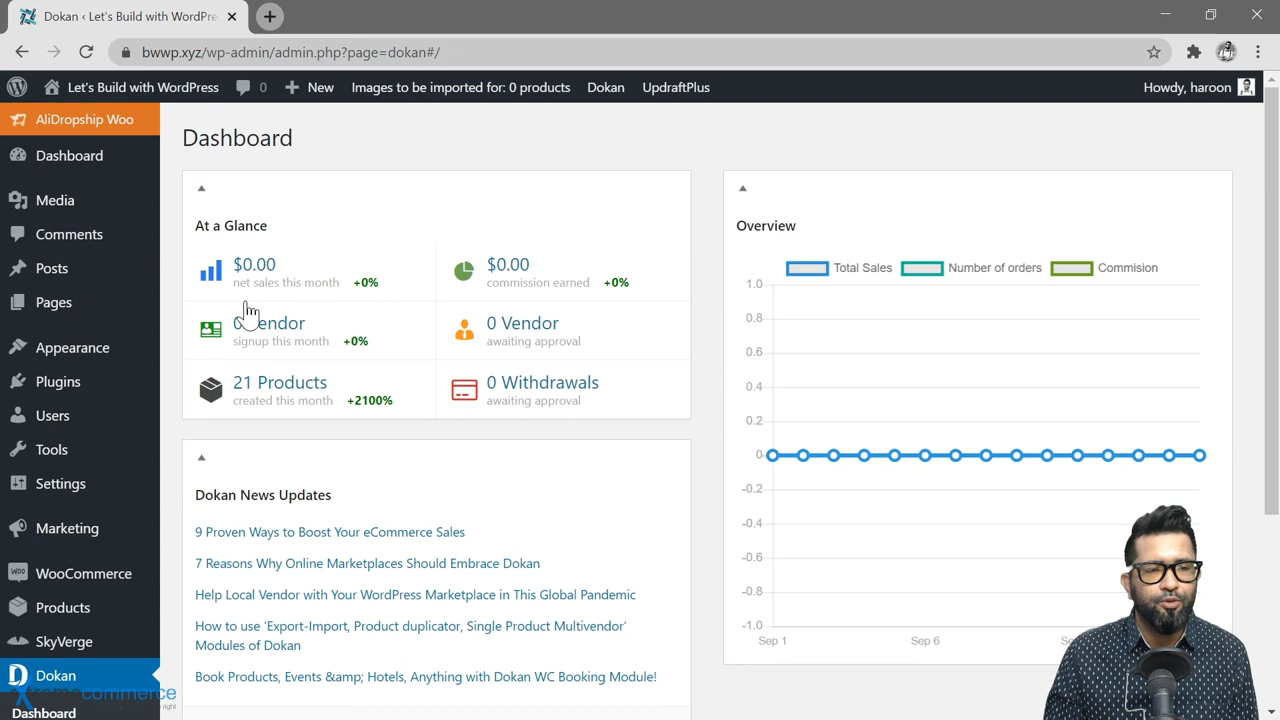 Dokan ‹ Let's Build with WordPre
bwwp.xyz/wp-admin/admin.php?page=dokan#/
Let's Build with WordPress
0
New
Images to be imported for: 0 products
Dokan
UpdraftPlus
Howdy, haroon
AliDropship Woo
Dashboard
Media
Comments
Posts
Pages
Appearance
Plugins
Users
Tools
Settings
Marketing
WooCommerce
Products
SkyVerge
Dokan
Dashboard
Dashboard
At a Glance
$0.00
net sales this month +0%
$0.00
commission earned +0%
signup this month +0%
0 Vendor
awaiting approval
21 Products
created this month +2100%
0 Withdrawals
awaiting approval
Dokan News Updates
9 Proven Ways to Boost Your eCommerce Sales
7 Reasons Why Online Marketplaces Should Embrace Dokan
Help Local Vendor with Your WordPress Marketplace in This Global Pandemic
How to use ‘Export-Import, Product duplicator, Single Product Multivendor’
Modules of Dokan
Book Products, Events &amp; Hotels, Anything with Dokan WC Booking Module!
Overview
Total Sales
Number of orders
Commision
1.0
0.8
0.6
0.4
0.2
0
-0.2
-0.4
-0.6
-0.8
-1.0
Sep 1
Sep 6